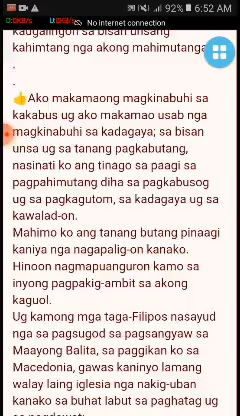 92% 6:52 AM
No internet connection
kaugalingon sa bisan unsang
kahimtang nga akong mahimutanga
.
.
👍Ako makamaong magkinabuhi sa
kakabus ug ako makamao usab nga
magkinabuhi sa kadagaya; sa bisan
unsa ug sa tanang pagkabutang,
nasinati ko ang tinago sa paagi sa
pagpahimutang diha sa pagkabusog
ug sa pagkagutom, sa kadagaya ug sa
kawalad-on.
Mahimo ko ang tanang butang pinaagi
kaniya nga nagapalig-on kanako.
Hinoon nagmapuanguron kamo sa
inyong pagpakig-ambit sa akong
kaguol.
Ug kamong mga taga-Filipos nasayud
nga sa pagsugod sa pagsangyaw sa
Maayong Balita, sa paggikan ko sa
Macedonia, gawas kaninyo lamang
walay laing iglesia nga nakig-uban
kanako sa buhat labut sa paghatag ug